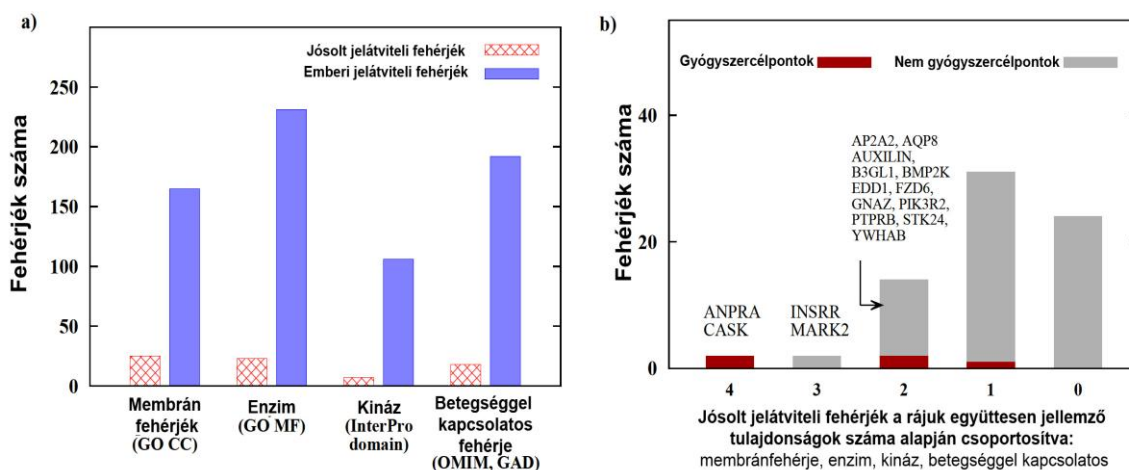 a)
Jósolt jelátviteli fehérjék
Emberi jelátviteli fehérjék
Fehérjék száma
250
200
150
100
50
0
Membrán
fehérjék
(GO CC)
Enzim
(GO MF)
Kináz
(InterPro
domain)
Betegséggel
kapcsolatos
fehérje
(OMIM, GAD)
b)
Gyógyszercélpontok
Nem gyógyszercélpontok
Fehérjék száma
40
20
0
ANPRA
CASK
INSRR
MARK2
AP2A2, AQP8
AUXILIN,
B3GL1, BMP2K
EDD1, FZD6,
GNAZ, PIK3R2,
PTPRB, STK24,
YWHAB
4 3 2 1 0
Jósolt jelátviteli fehérjék a rájuk együttesen jellemző
tulajdonságok száma alapján csoportosítva:
membránfehérje, enzim, kináz, betegséggel kapcsolatos